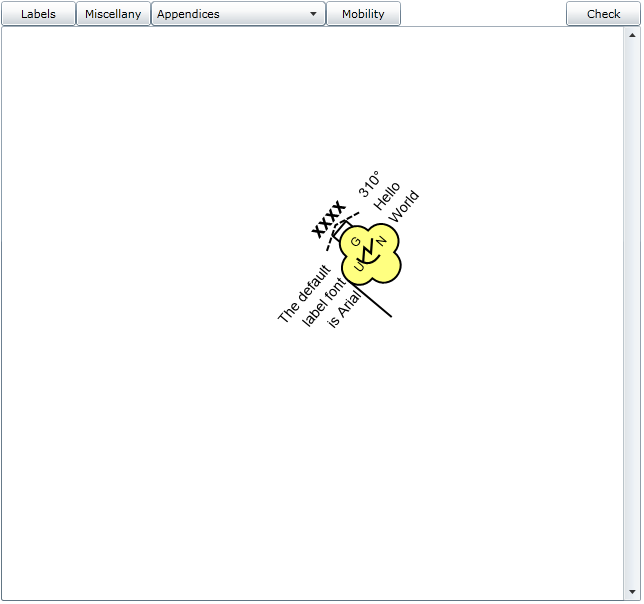 Labels
Miscellany
Appendices
Mobility
Check
XXXX
310°
Hello
World
G
N
U
The default
label font
is Arial